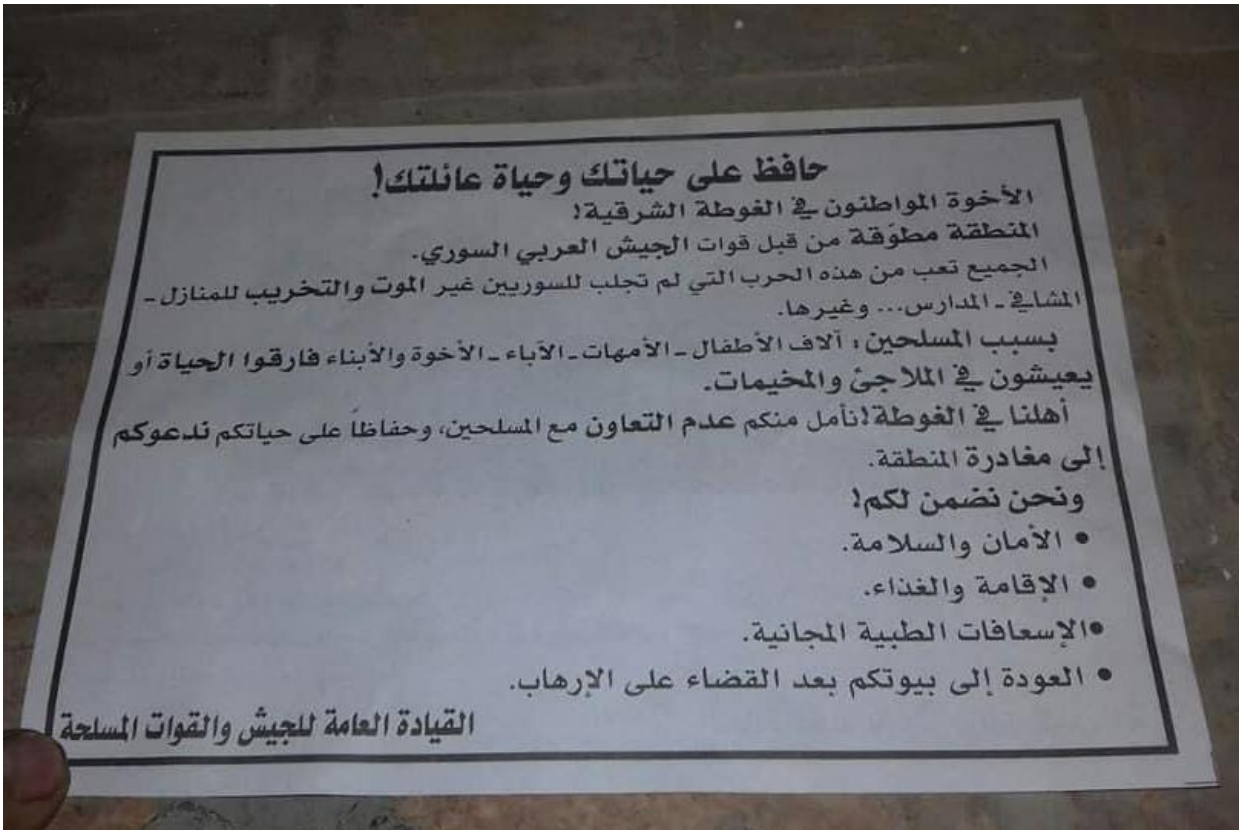 حافظ على حياتك وحياة عائلتك!
الأخوة المواطنون في الغوطة الشرقية!
المنطقة مطوّقة من قبل قوات الجيش العربي السوري.
الجميع تعب من هذه الحرب التي لم تجلب للسوريين غير الموت والتخريب للمنازل ـ
المشافي ـ المدارس... وغيرها.
بسبب المسلحين، آلاف الأطفال ـ الأمهات ـ الآباء ـ الأخوة والأبناء فارقوا الحياة أو
يعيشون في الملاجئ والمخيمات.
أهلنا في الغوطة! نأمل منكم عدم التعاون مع المسلحين، وحفاظاً على حياتكم ندعوكم
إلى مغادرة المنطقة.
ونحن نضمن لكم!
• الأمان والسلامة.
• الإقامة والغذاء.
•الإسعافات الطبية المجانية.
• العودة إلى بيوتكم بعد القضاء على الإرهاب.
القيادة العامة للجيش والقوات المسلحة